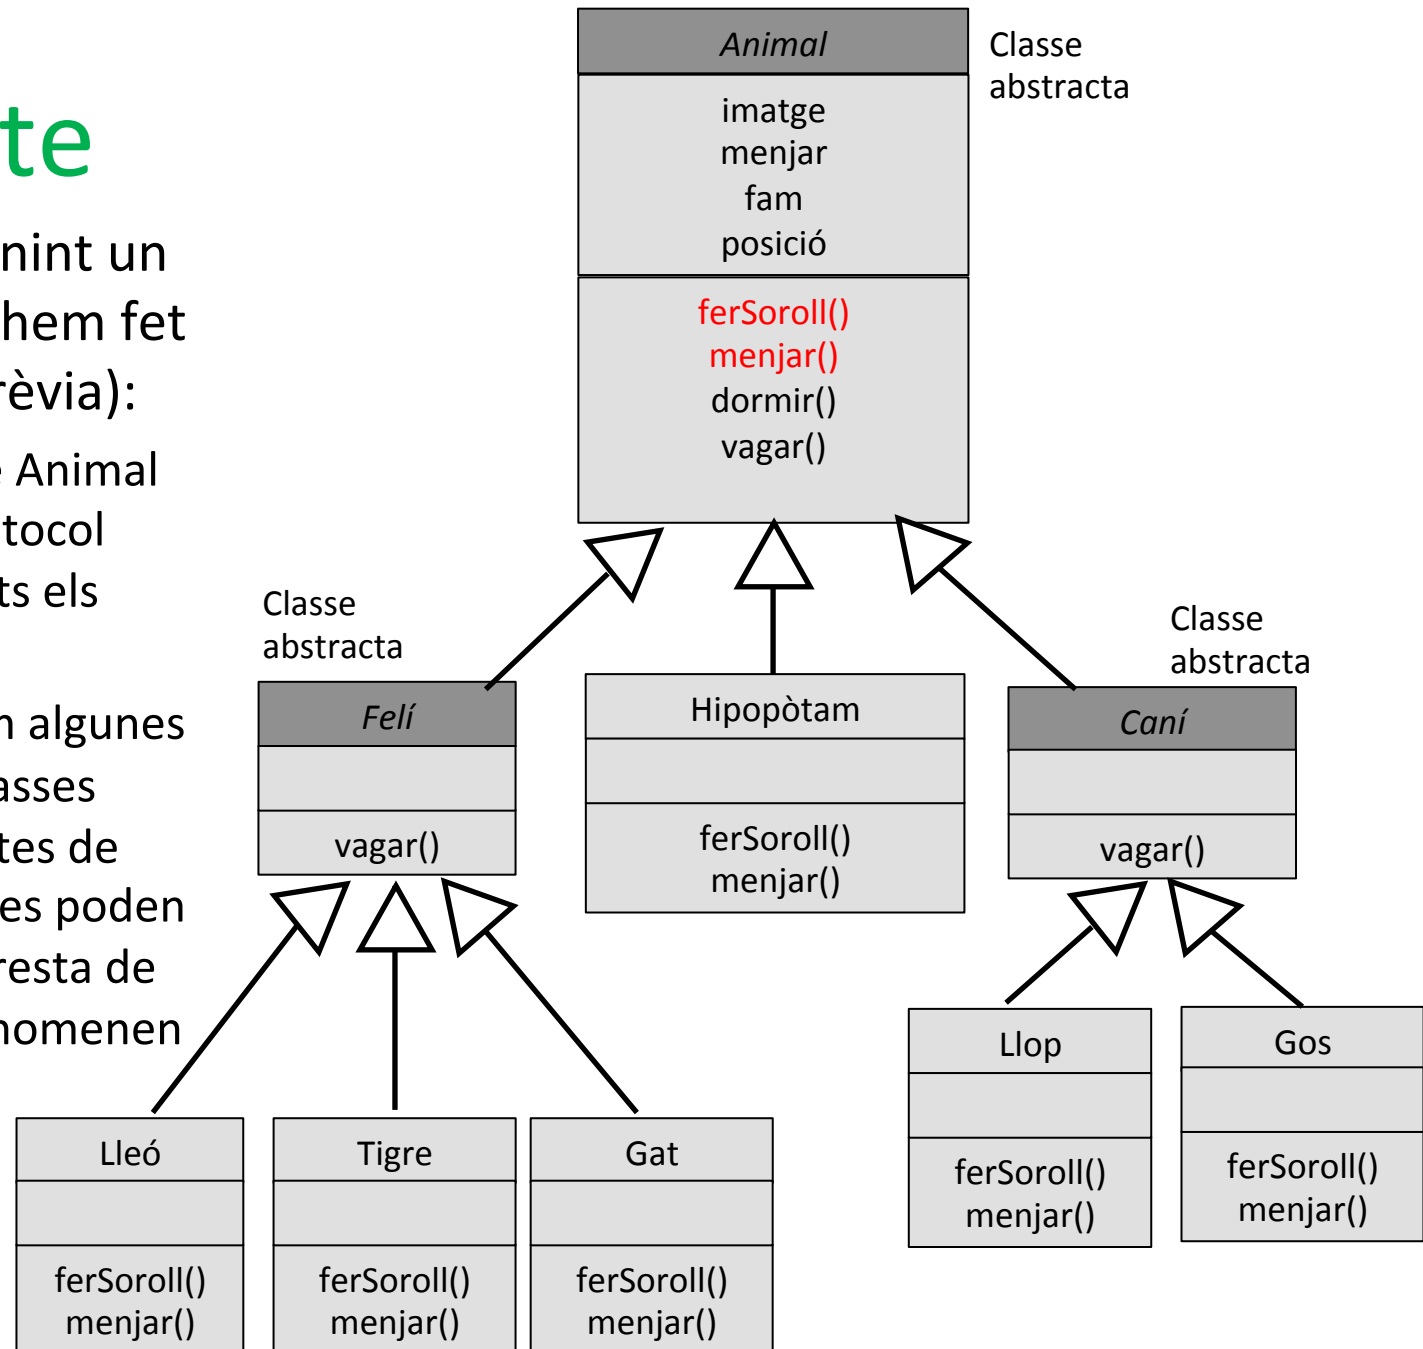 te
nint un
hem fet
rèvia):
e Animal
tocol
ts els
n algunes
asses
tes de
es poden
resta de
nomenen
Animal
imatge
menjar
fam
posició
ferSoroll()
menjar()
dormir()
vagar()
Classe
abstracta
Classe
abstracta
Felí
vagar()
Hipopòtam
ferSoroll()
menjar()
Classe
abstracta
Caní
vagar()
Lleó
ferSoroll()
menjar()
Tigre
ferSoroll()
menjar()
Gat
ferSoroll()
menjar()
Llop
ferSoroll()
menjar()
Gos
ferSoroll()
menjar()